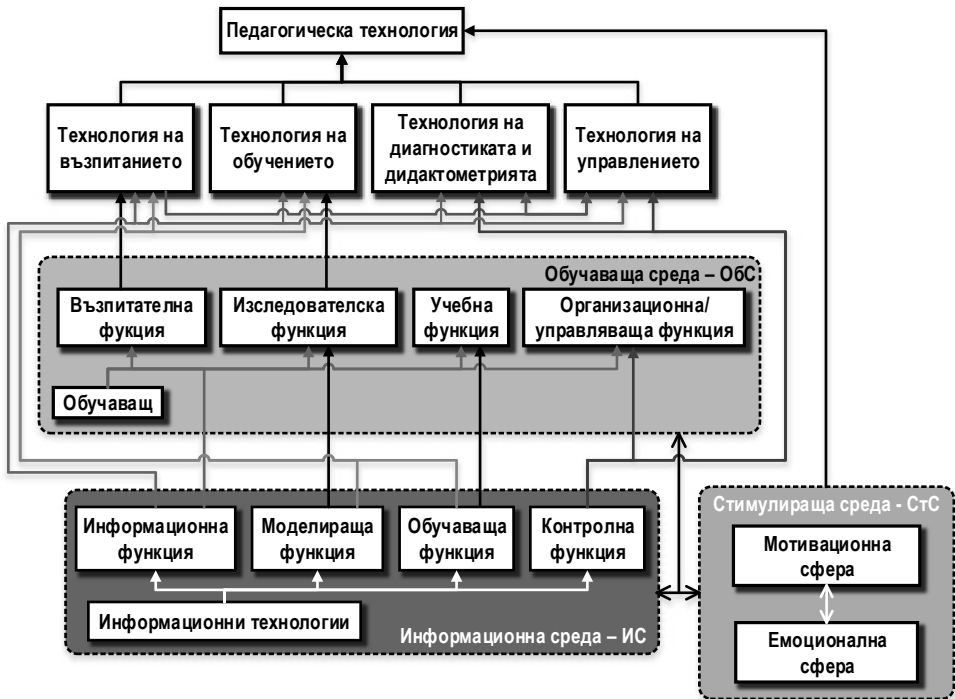 Педагогическа технология
Технология на
възпитанието
Технология на
обучението
Технология на
диагностиката и
дидактометрията
Технология на
управлението
Обучаваща среда – ОбС
Възпитателна
фукция
Изследователска
функция
Учебна
функция
Организационна/
управляваща функция
Обучаващ
Информационна
функция
Моделираща
функция
Обучаваща
функция
Контролна
функция
Информационни технологии
Информационна среда – ИС
Стимулираща среда - СтС
Мотивационна
сфера
Емоционална
сфера